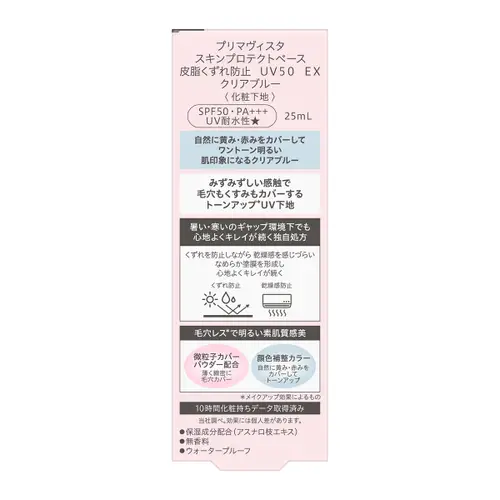 プリマヴィスタ
スキンプロテクトベース
皮脂くずれ防止 UV50 EX
クリアブルー
〈 化粧下地 〉
SPF50・PA+++
UV耐水性★
25mL
自然に黄み・赤みをカバーして
ワントーン明るい
肌印象になるクリアブルー
みずみずしい感触で
毛穴もくすみもカバーする
トーンアップ*UV下地
暑い・寒いのギャップ環境下でも
心地よくキレイが続く独自処方
くずれを防止しながら 乾燥感を感じづらい
なめらか塗膜を形成し
心地よくキレイが続く
くずれ防止 乾燥感防止
毛穴レス*で明るい素肌質感美
微粒子カバー
パウダー配合
薄く緻密に
毛穴カバー
顔色補整カラー
自然に黄み・赤みを
カバーして
トーンアップ
*メイクアップ効果によるもの
10時間化粧持ちデータ取得済み
当社調べ。効果には個人差があります。
●保湿成分配合(アスナロ枝エキス)
●無香料
●ウォータープルーフ